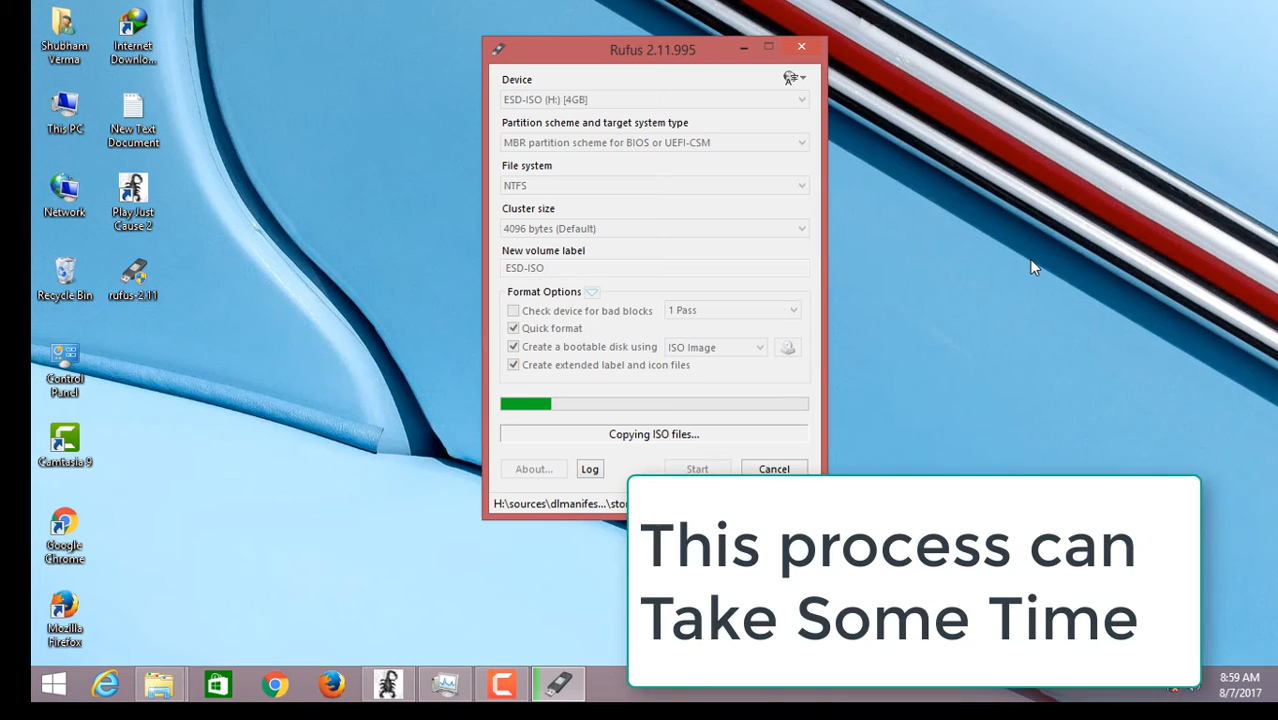 Shubham
Verma
Internet
Downlo...
This PC
New Text
Document
Network
Play Just
Cause 2
Recycle Bin
rufus-2.11
Control
Panel
Camtasia 9
Google
Chrome
Mozilla
Firefox
Rufus 2.11.995
Device
ESD-ISO (H:) [4GB]
Partition scheme and target system type
MBR partition scheme for BIOS or UEFI-CSM
File system
NTFS
Cluster size
4096 bytes (Default)
New volume label
ESD-ISO
Format Options
Check device for bad blocks
1 Pass
Quick format
Create a bootable disk using
ISO Image
Create extended label and icon files
Copying ISO files...
About...
Log
Start
Cancel
H:\sources\dlmanifes...\sto
This process can
Take Some Time
8:59 AM
8/7/2017